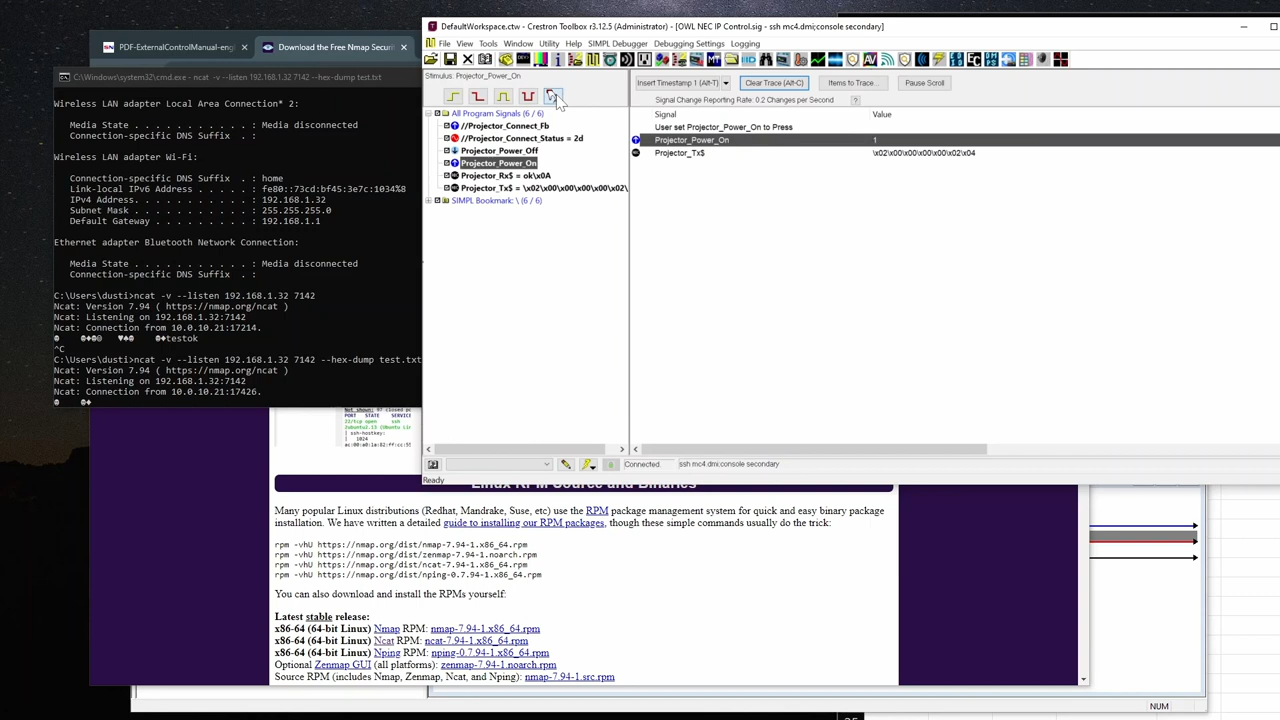 DefaultWorkspace.ctw - Crestron Toolbox r3.12.5 (Administrator) - [OWL NEC IP Control.sig - ssh mc4.dmi;console secondary]
File View Tools Window Utility Help SIMPL Debugger Debugging Settings Logging
PDF-ExternalControlManual-engl
Download the Free Nmap Securi
C:\Windows\system32\cmd.exe - ncat -v --listen 192.168.1.32 7142 --hex-dump test.txt
Wireless LAN adapter Local Area Connection* 2:
Media State . . . . . . . . . . . : Media disconnected
Connection-specific DNS Suffix . :
Wireless LAN adapter Wi-Fi:
Connection-specific DNS Suffix . : home
Link-local IPv6 Address . . . . . : fe80::73cd:bf45:3e7c:1034%8
IPv4 Address. . . . . . . . . . . : 192.168.1.32
Subnet Mask . . . . . . . . . . . : 255.255.255.0
Default Gateway . . . . . . . . . : 192.168.1.1
Ethernet adapter Bluetooth Network Connection:
Media State . . . . . . . . . . . : Media disconnected
Connection-specific DNS Suffix . :
C:\Users\dusti>ncat -v --listen 192.168.1.32 7142
Ncat: Version 7.94 ( https://nmap.org/ncat )
Ncat: Listening on 192.168.1.32:7142
Ncat: Connection from 10.0.10.21:17214.
testok
^C
C:\Users\dusti>ncat -v --listen 192.168.1.32 7142 --hex-dump test.txt
Ncat: Version 7.94 ( https://nmap.org/ncat )
Ncat: Listening on 192.168.1.32:7142
Ncat: Connection from 10.0.10.21:17426.
Stimulus: Projector_Power_On
All Program Signals (6 / 6)
//Projector_Connect_Fb
//Projector_Connect_Status = 2d
Projector_Power_Off
Projector_Power_On
Projector_Rx$ = ok\x0A
Projector_Tx$ = \x02\x00\x00\x00\x00\x02\
SIMPL Bookmark: \ (6 / 6)
Insert Timestamp 1 (Alt-T) Clear Trace (Alt-C) Items to Trace... Pause Scroll
Signal Change Reporting Rate: 0.2 Changes per Second ?
Signal Value
User set Projector_Power_On to Press
Projector_Power_On 1
Projector_Tx$ \x02\x00\x00\x00\x00\x02\x04
Connected. ssh mc4.dmi;console secondary
Ready
PORT STATE SERVICE
22/tcp open ssh
| ssh-hostkey:
| 1024
Linux RPM Source and Binaries
Many popular Linux distributions (Redhat, Mandrake, Suse, etc) use the RPM package management system for quick and easy binary package
installation. We have written a detailed guide to installing our RPM packages, though these simple commands usually do the trick:
rpm -vhU https://nmap.org/dist/nmap-7.94-1.x86_64.rpm
rpm -vhU https://nmap.org/dist/zenmap-7.94-1.noarch.rpm
rpm -vhU https://nmap.org/dist/ncat-7.94-1.x86_64.rpm
rpm -vhU https://nmap.org/dist/nping-0.7.94-1.x86_64.rpm
You can also download and install the RPMs yourself:
Latest stable release:
x86-64 (64-bit Linux) Nmap RPM: nmap-7.94-1.x86_64.rpm
x86-64 (64-bit Linux) Ncat RPM: ncat-7.94-1.x86_64.rpm
x86-64 (64-bit Linux) Nping RPM: nping-0.7.94-1.x86_64.rpm
Optional Zenmap GUI (all platforms): zenmap-7.94-1.noarch.rpm
Source RPM (includes Nmap, Zenmap, Ncat, and Nping): nmap-7.94-1.src.rpm
NUM